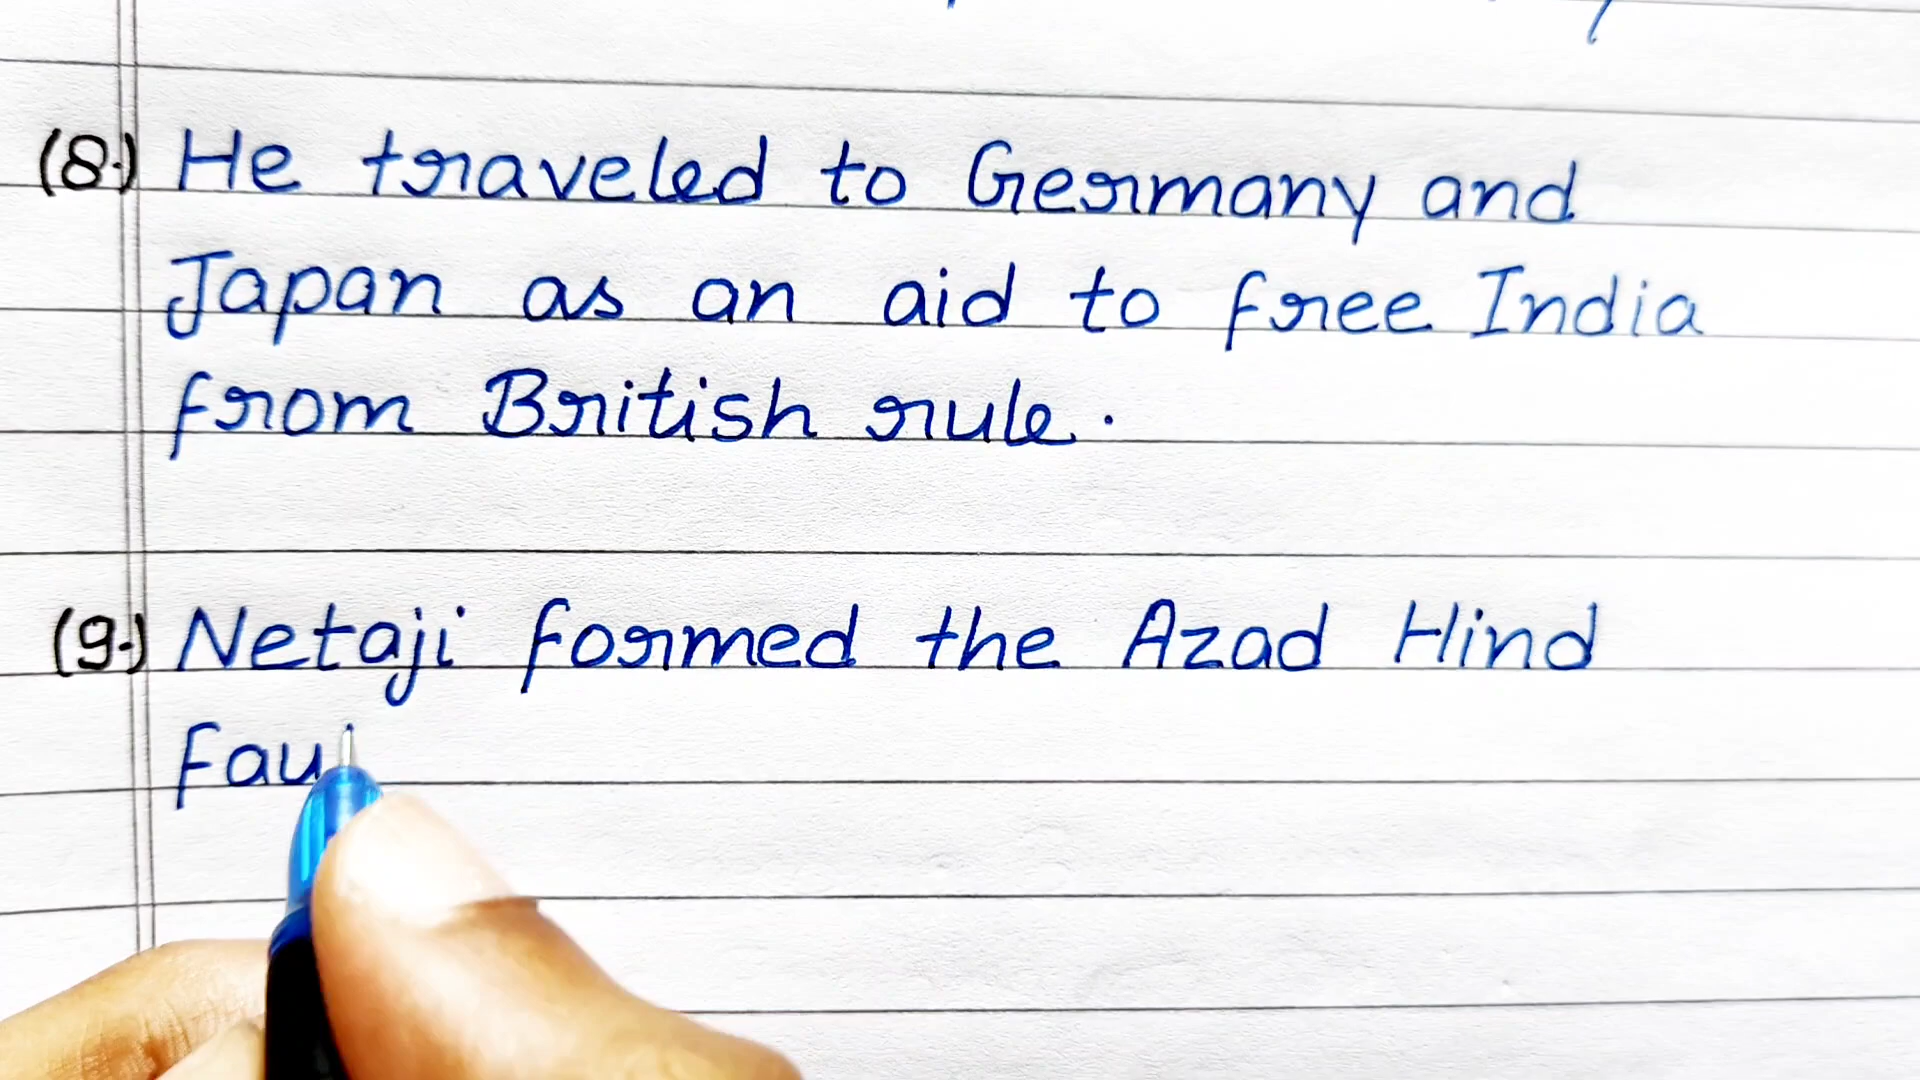 (8.) He traveled to Germany and
Japan as an aid to free India
from British rule.
(9.) Netaji formed the Azad Hind
Fau